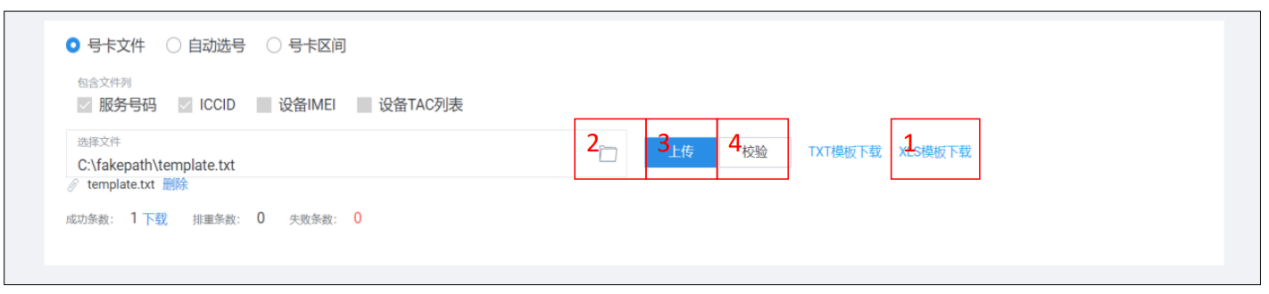 号卡文件 自动选号 号卡区间
包含文件列
服务号码 ICCID 设备IMEI 设备TAC列表
选择文件
C:\fakepath\template.txt
2 3 上传 4 校验 TXT模板下载 1 XLS模板下载
template.txt 删除
成功条数: 1 下载 排重条数: 0 失败条数: 0